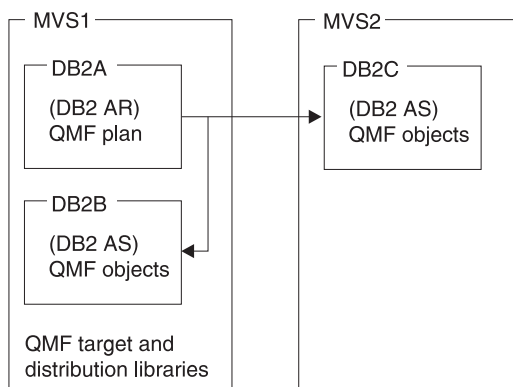 MVS1
DB2A
(DB2 AR)
QMF plan
DB2B
(DB2 AS)
QMF objects
QMF target and
distribution libraries
MVS2
DB2C
(DB2 AS)
QMF objects